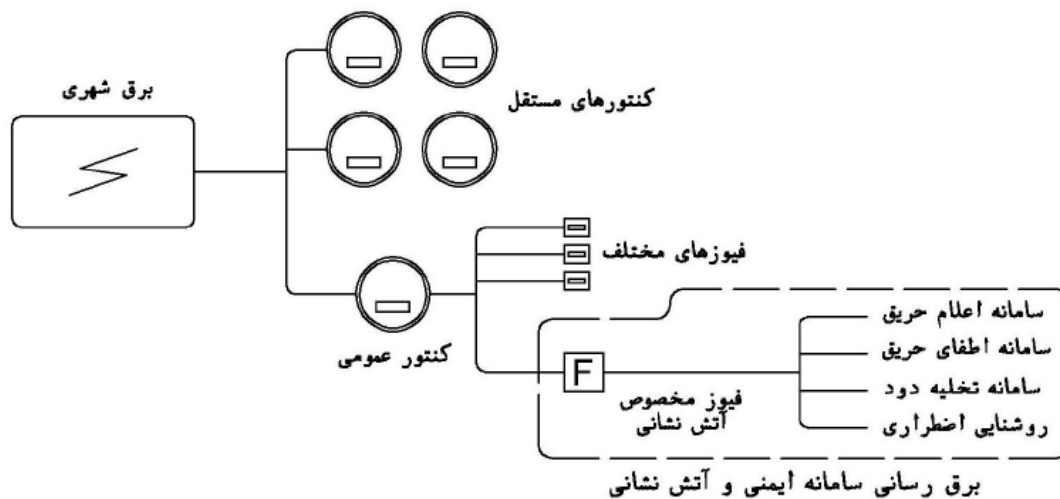 برق شهری
کنتورهای مستقل
فیوزهای مختلف
کنتور عمومی
F
فیوز مخصوص
آتش نشانی
سامانه اعلام حریق
سامانه اطفای حریق
سامانه تخلیه دود
روشنایی اضطراری
برق رسانی سامانه ایمنی و آتش نشانی